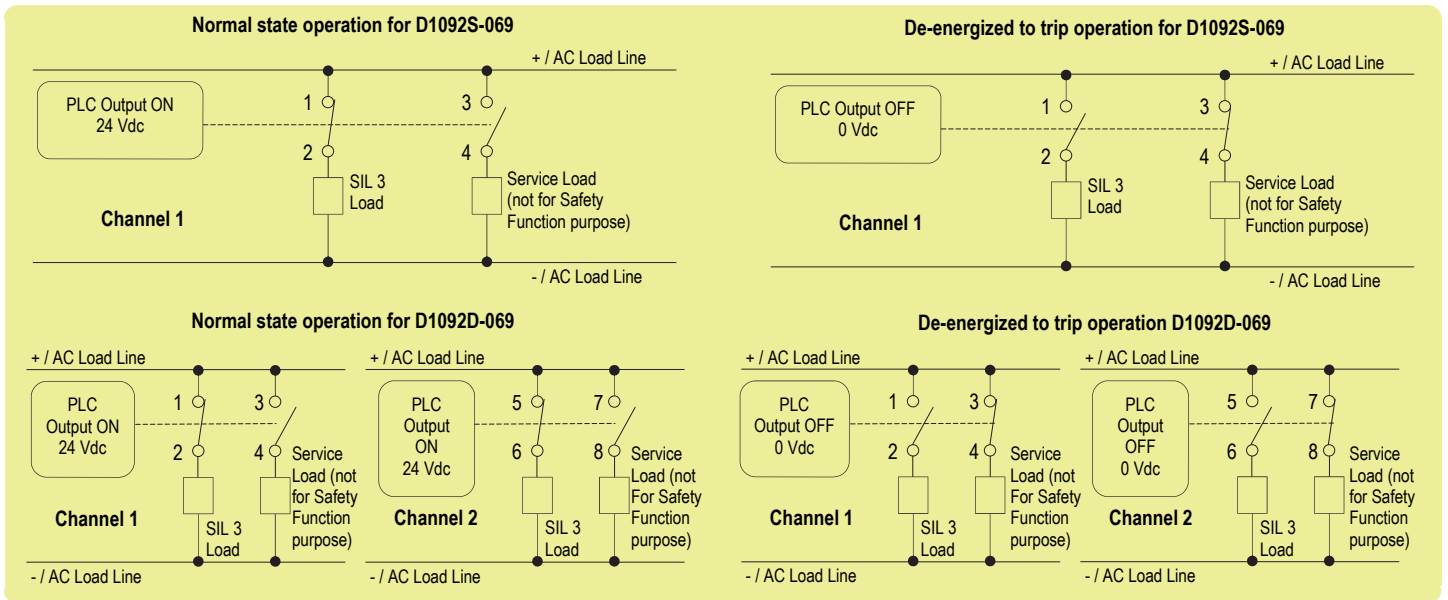 Normal state operation for D1092S-069
+ / AC Load Line
PLC Output ON
24 Vdc
1
3
2
4
SIL 3
Load
Service Load
(not for Safety
Function purpose)
Channel 1
- / AC Load Line
De-energized to trip operation for D1092S-069
+ / AC Load Line
PLC Output OFF
0 Vdc
1
3
2
4
SIL 3
Load
Service Load
(not for Safety
Function purpose)
Channel 1
- / AC Load Line
Normal state operation for D1092D-069
+ / AC Load Line
PLC
Output ON
24 Vdc
1
3
2
4
Service
Load (not
for Safety
Function
purpose)
Channel 1
SIL 3
Load
- / AC Load Line
+ / AC Load Line
PLC
Output
ON
24 Vdc
5
7
6
8
Service
Load (not
For Safety
Function
purpose)
Channel 2
SIL 3
Load
- / AC Load Line
De-energized to trip operation D1092D-069
+ / AC Load Line
PLC
Output OFF
0 Vdc
1
3
2
4
Service
Load (not
For Safety
Function
purpose)
Channel 1
SIL 3
Load
- / AC Load Line
+ / AC Load Line
PLC
Output
OFF
0 Vdc
5
7
6
8
Service
Load (not
for Safety
Function
purpose)
Channel 2
SIL 3
Load
- / AC Load Line